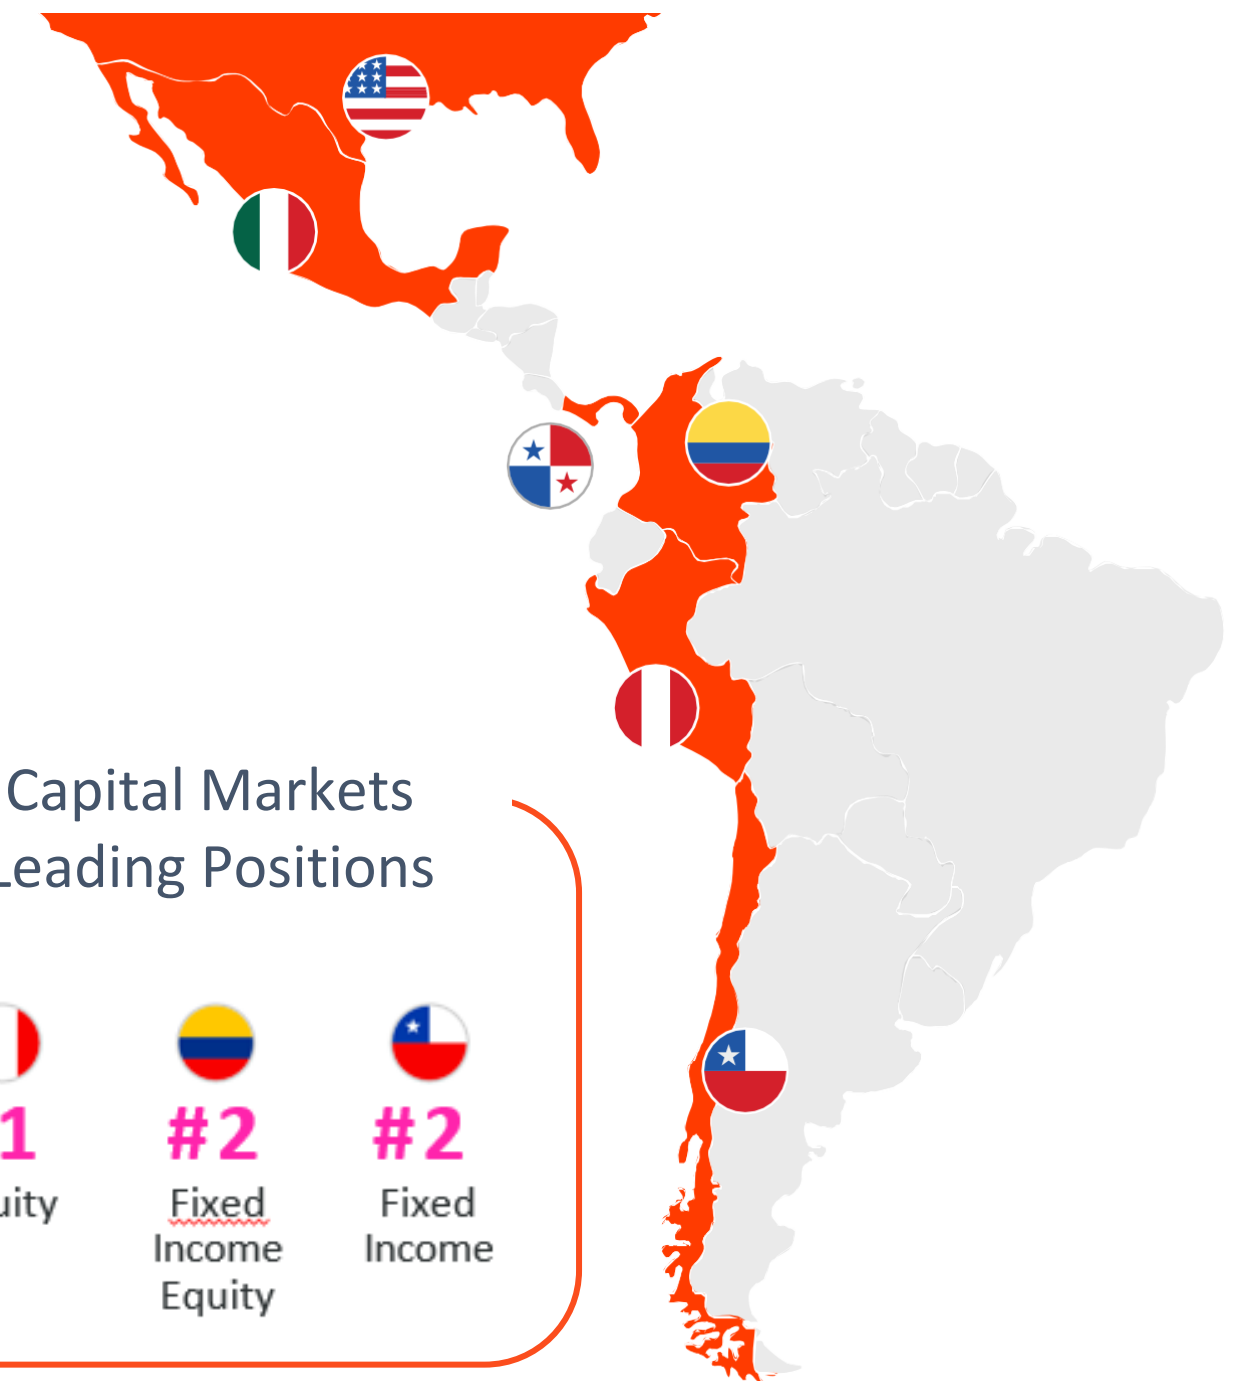 Capital Markets
Leading Positions
1
#2
#2
uity
Fixed
Income
Equity
Fixed
Income